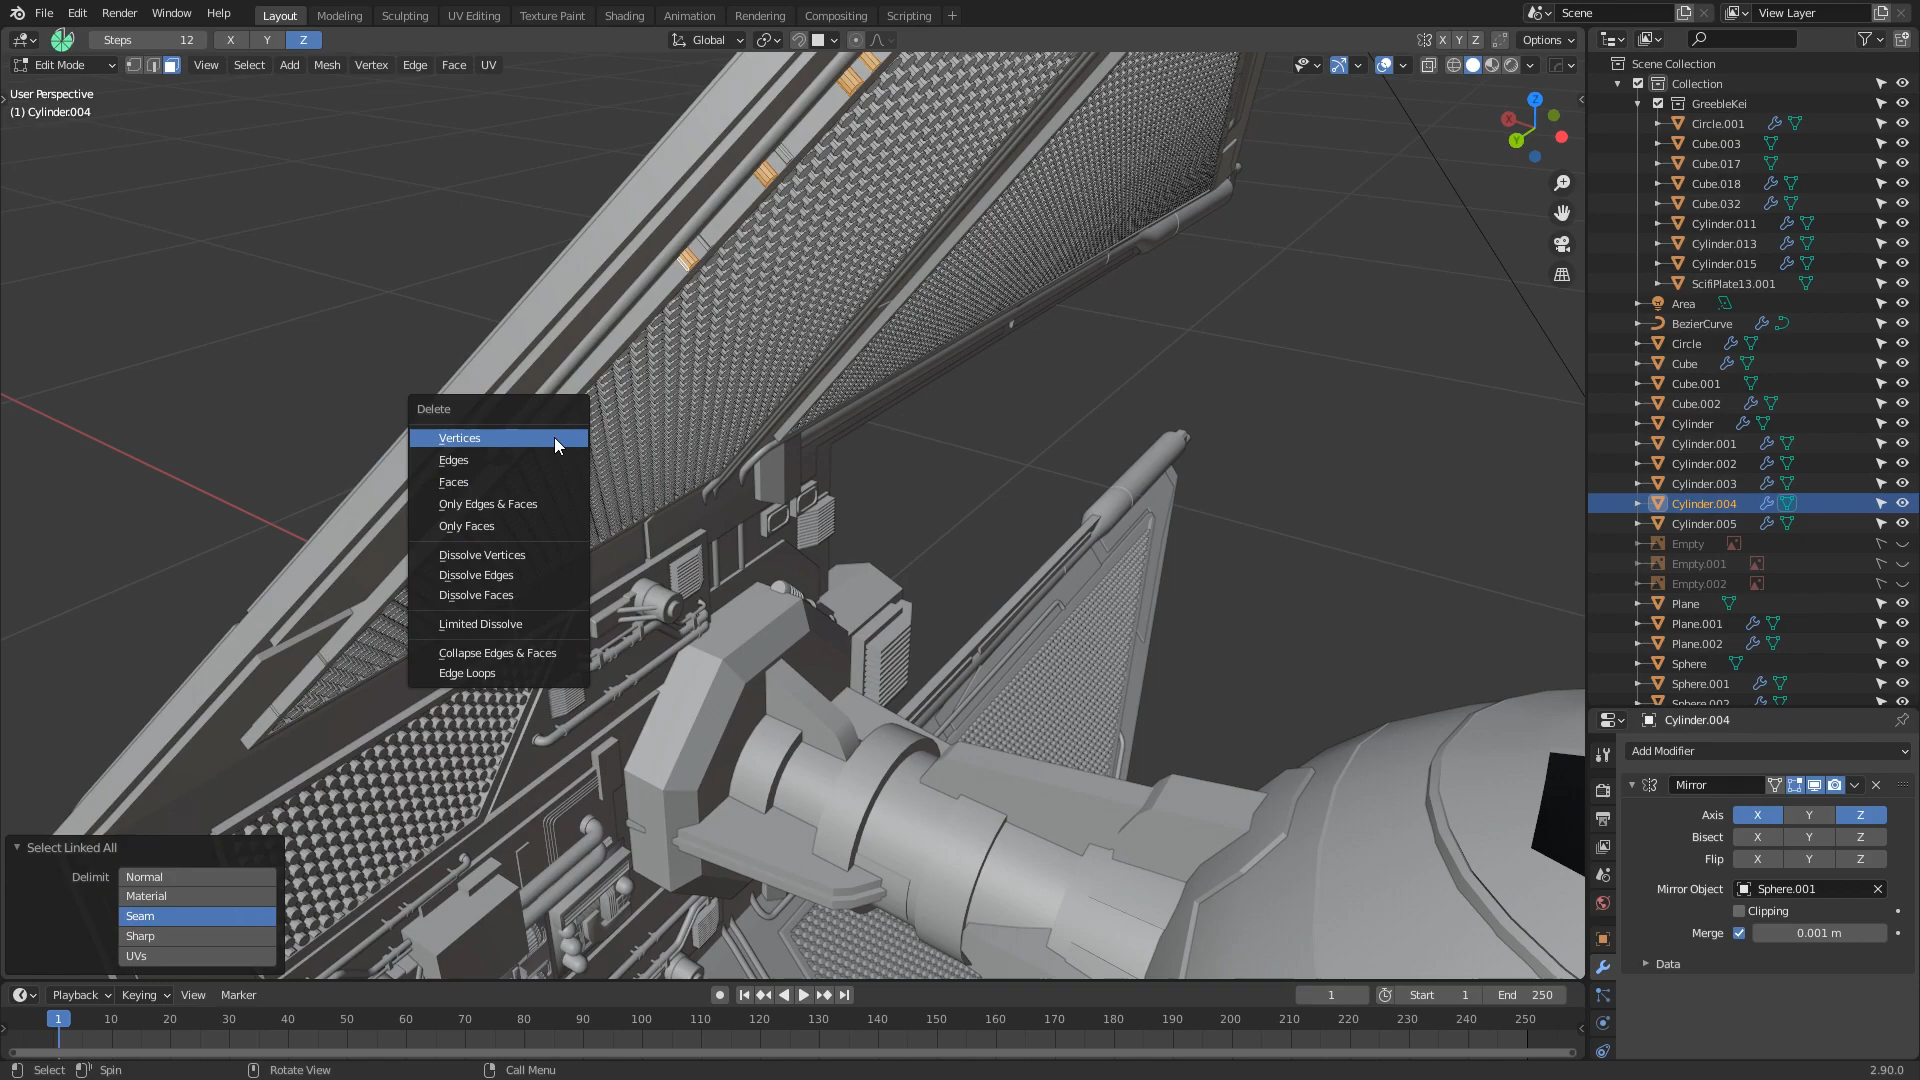 File Edit Render Window Help Layout Modeling Sculpting UV Editing Texture Paint Shading Animation Rendering Compositing Scripting + Scene View Layer
Steps 12 X Y Z Global X Y Z Options
Edit Mode View Select Add Mesh Vertex Edge Face UV
User Perspective
(1) Cylinder.004
Z
X
Y
Delete
Vertices
Edges
Faces
Only Edges & Faces
Only Faces
Dissolve Vertices
Dissolve Edges
Dissolve Faces
Limited Dissolve
Collapse Edges & Faces
Edge Loops
Select Linked All
Delimit Normal
Material
Seam
Sharp
UVs
Scene Collection
Collection
GreebleKei
Circle.001
Cube.003
Cube.017
Cube.018
Cube.032
Cylinder.011
Cylinder.013
Cylinder.015
ScifiPlate13.001
Area
BezierCurve
Circle
Cube
Cube.001
Cube.002
Cylinder
Cylinder.001
Cylinder.002
Cylinder.003
Cylinder.004
Cylinder.005
Empty
Empty.001
Empty.002
Plane
Plane.001
Plane.002
Sphere
Sphere.001
Sphere.002
Cylinder.004
Add Modifier
Mirror
Axis X Y Z
Bisect X Y Z
Flip X Y Z
Mirror Object Sphere.001
Clipping
Merge 0.001 m
Data
Playback Keying View Marker 1 Start 1 End 250
1 10 20 30 40 50 60 70 80 90 100 110 120 130 140 150 160 170 180 190 200 210 220 230 240 250
Select Spin Rotate View Call Menu 2.90.0